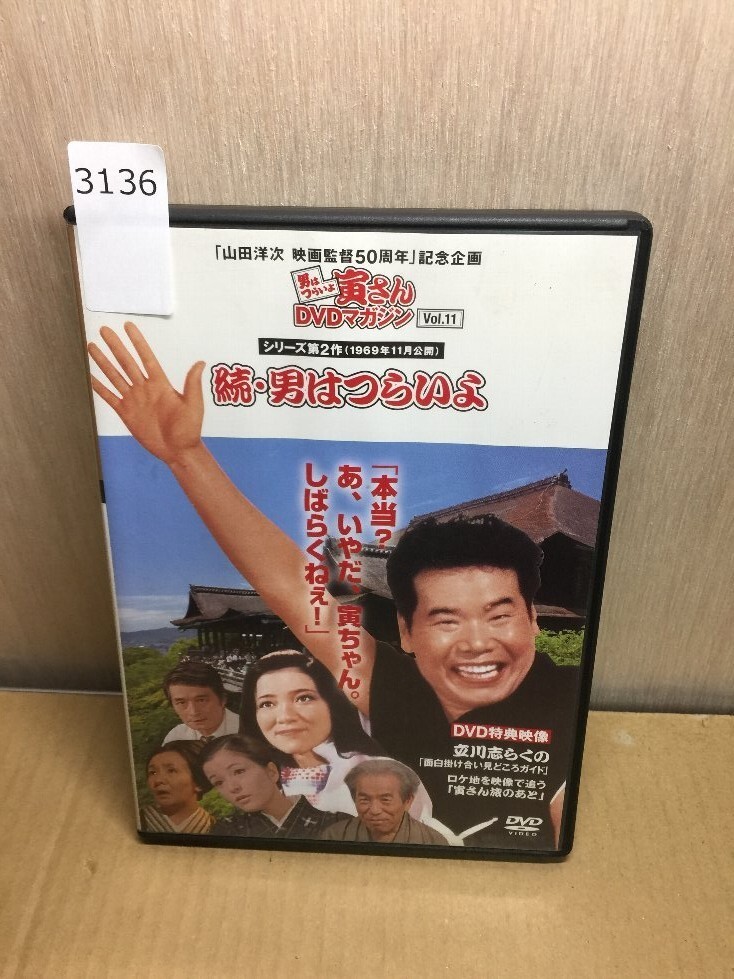 3136
「山田洋次 映画監督50周年」記念企画
男は
つらいよ
寅さん
DVDマガジン Vol.11
シリーズ第2作(1969年11月公開)
続・男はつらいよ
「本当?
あ、いやだ、寅ちゃん。
しばらくねぇ!」
DVD特典映像
立川志らくの
「面白掛け合い見どころガイド」
ロケ地を映像で追う
「寅さん旅のあと」
DVD
VIDEO